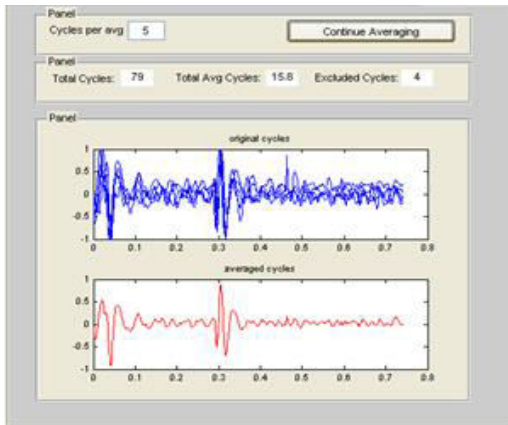 Panel
Cycles per avg 5 Continue Averaging
Panel
Total Cycles: 79 Total Avg Cycles: 15.8 Excluded Cycles: 4
Panel
original cycles
1
0.5
0
-0.5
-1
0 0.1 0.2 0.3 0.4 0.5 0.6 0.7 0.8
averaged cycles
1
0.5
0
-0.5
-1
0 0.1 0.2 0.3 0.4 0.5 0.6 0.7 0.8